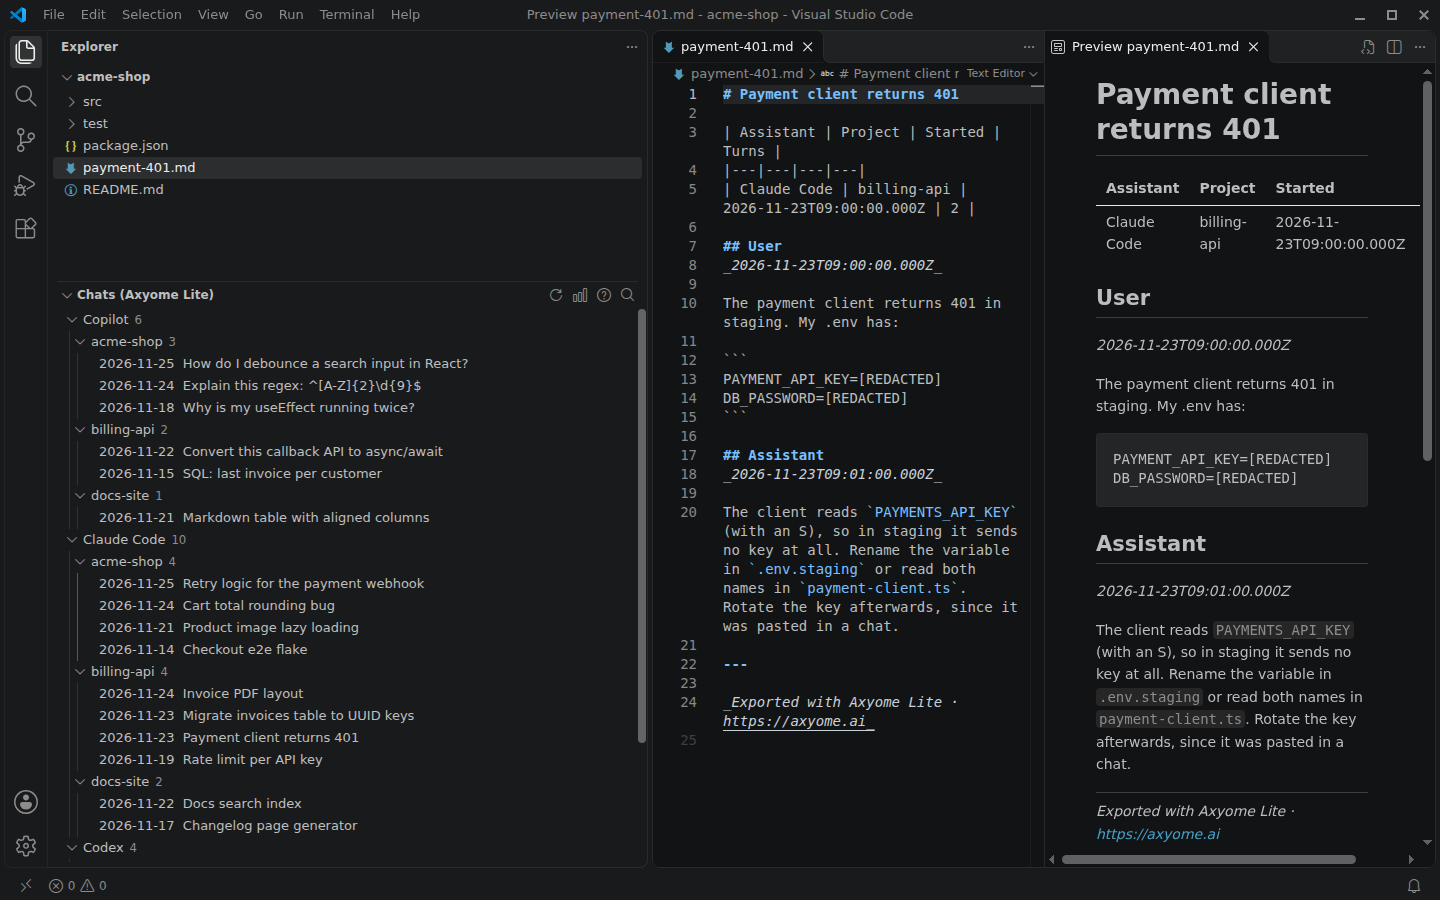 File Edit Selection View Go Run Terminal Help
Preview payment-401.md - acme-shop - Visual Studio Code
Explorer
acme-shop
src
test
package.json
payment-401.md
README.md
Chats (Axyome Lite)
Copilot 6
acme-shop 3
2026-11-25 How do I debounce a search input in React?
2026-11-24 Explain this regex: ^[A-Z]{2}\d{9}$
2026-11-18 Why is my useEffect running twice?
billing-api 2
2026-11-22 Convert this callback API to async/await
2026-11-15 SQL: last invoice per customer
docs-site 1
2026-11-21 Markdown table with aligned columns
Claude Code 10
acme-shop 4
2026-11-25 Retry logic for the payment webhook
2026-11-24 Cart total rounding bug
2026-11-21 Product image lazy loading
2026-11-14 Checkout e2e flake
billing-api 4
2026-11-24 Invoice PDF layout
2026-11-23 Migrate invoices table to UUID keys
2026-11-23 Payment client returns 401
2026-11-19 Rate limit per API key
docs-site 2
2026-11-22 Docs search index
2026-11-17 Changelog page generator
Codex 4
0 0
payment-401.md
payment-401.md > abc # Payment client r Text Editor
1 # Payment client returns 401
2
3 | Assistant | Project | Started |
Turns |
4 |---|---|---|---|
5 | Claude Code | billing-api |
2026-11-23T09:00:00.000Z | 2 |
6
7 ## User
8 _2026-11-23T09:00:00.000Z_
9
10 The payment client returns 401 in
staging. My .env has:
11
12 ```
13 PAYMENT_API_KEY=[REDACTED]
14 DB_PASSWORD=[REDACTED]
15 ```
16
17 ## Assistant
18 _2026-11-23T09:01:00.000Z_
19
20 The client reads `PAYMENTS_API_KEY`
(with an S), so in staging it sends
no key at all. Rename the variable
in `.env.staging` or read both
names in `payment-client.ts`.
Rotate the key afterwards, since it
was pasted in a chat.
21
22 ---
23
24 _Exported with Axyome Lite ·
https://axyome.ai_
25
Preview payment-401.md
Payment client
returns 401
Assistant Project Started
Claude billing- 2026-11-
Code api 23T09:00:00.000Z
User
2026-11-23T09:00:00.000Z
The payment client returns 401 in
staging. My .env has:
PAYMENT_API_KEY=[REDACTED]
DB_PASSWORD=[REDACTED]
Assistant
2026-11-23T09:01:00.000Z
The client reads PAYMENTS_API_KEY
(with an S), so in staging it sends no
key at all. Rename the variable in
.env.staging or read both names in
payment-client.ts. Rotate the key
afterwards, since it was pasted in a
chat.
Exported with Axyome Lite ·
https://axyome.ai